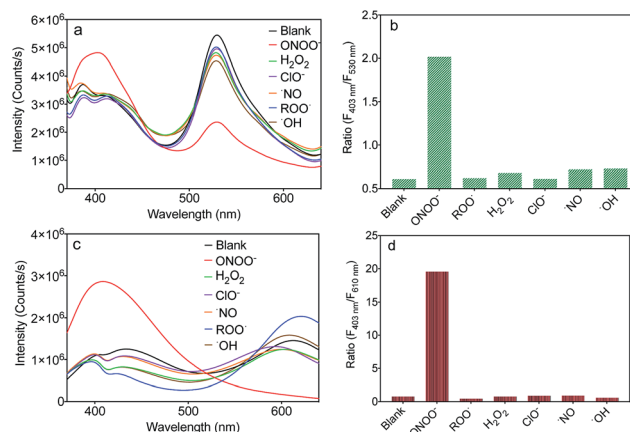 a
Intensity (Counts/s)
6×10⁶
5×10⁶
4×10⁶
3×10⁶
2×10⁶
1×10⁶
0
400
500
600
Wavelength (nm)
Blank
ONOO⁻
H₂O₂
ClO⁻
˙NO
ROO˙
˙OH
b
Ratio (F₄₀₃ ₙₘ/F₅₃₀ ₙₘ)
2.5
2.0
1.5
1.0
0.5
Blank
ONOO⁻
ROO˙
H₂O₂
ClO⁻
˙NO
˙OH
c
Intensity (Counts/s)
4×10⁶
3×10⁶
2×10⁶
1×10⁶
0
400
500
600
Wavelength (nm)
Blank
ONOO⁻
H₂O₂
ClO⁻
˙NO
ROO˙
˙OH
d
Ratio (F₄₀₃ ₙₘ/F₆₁₀ ₙₘ)
25
20
15
10
5
0
Blank
ONOO⁻
ROO˙
H₂O₂
ClO⁻
˙NO
˙OH